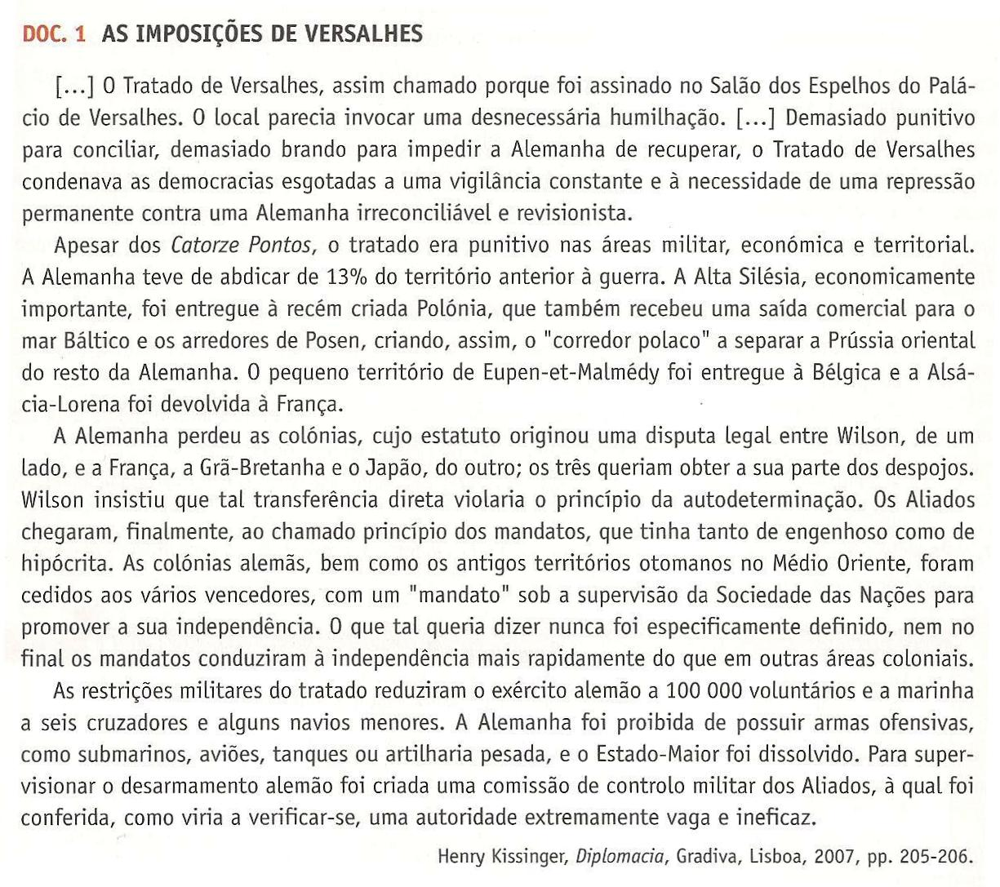 DOC. 1 AS IMPOSIÇÕES DE VERSALHES
[...] O Tratado de Versalhes, assim chamado porque foi assinado no Salão dos Espelhos do Palá-
cio de Versalhes. O local parecia invocar uma desnecessária humilhação. [...] Demasiado punitivo
para conciliar, demasiado brando para impedir a Alemanha de recuperar, o Tratado de Versalhes
condenava as democracias esgotadas a uma vigilância constante e à necessidade de uma repressão
permanente contra uma Alemanha irreconciliável e revisionista.
Apesar dos Catorze Pontos, o tratado era punitivo nas áreas militar, económica e territorial.
A Alemanha teve de abdicar de 13% do território anterior à guerra. A Alta Silésia, economicamente
importante, foi entregue à recém criada Polónia, que também recebeu uma saída comercial para o
mar Báltico e os arredores de Posen, criando, assim, o "corredor polaco" a separar a Prússia oriental
do resto da Alemanha. O pequeno território de Eupen-et-Malmédy foi entregue à Bélgica e a Alsá-
cia-Lorena foi devolvida à França.
A Alemanha perdeu as colónias, cujo estatuto originou uma disputa legal entre Wilson, de um
lado, e a França, a Grã-Bretanha e o Japão, do outro; os três queriam obter a sua parte dos despojos.
Wilson insistiu que tal transferência direta violaria o princípio da autodeterminação. Os Aliados
chegaram, finalmente, ao chamado princípio dos mandatos, que tinha tanto de engenhoso como de
hipócrita. As colónias alemãs, bem como os antigos territórios otomanos no Médio Oriente, foram
cedidos aos vários vencedores, com um "mandato" sob a supervisão da Sociedade das Nações para
promover a sua independência. O que tal queria dizer nunca foi especificamente definido, nem no
final os mandatos conduziram à independência mais rapidamente do que em outras áreas coloniais.
As restrições militares do tratado reduziram o exército alemão a 100 000 voluntários e a marinha
a seis cruzadores e alguns navios menores. A Alemanha foi proibida de possuir armas ofensivas,
como submarinos, aviões, tanques ou artilharia pesada, e o Estado-Maior foi dissolvido. Para super-
visionar o desarmamento alemão foi criada uma comissão de controlo militar dos Aliados, à qual foi
conferida, como viria a verificar-se, uma autoridade extremamente vaga e ineficaz.
Henry Kissinger, Diplomacia, Gradiva, Lisboa, 2007, pp. 205-206.